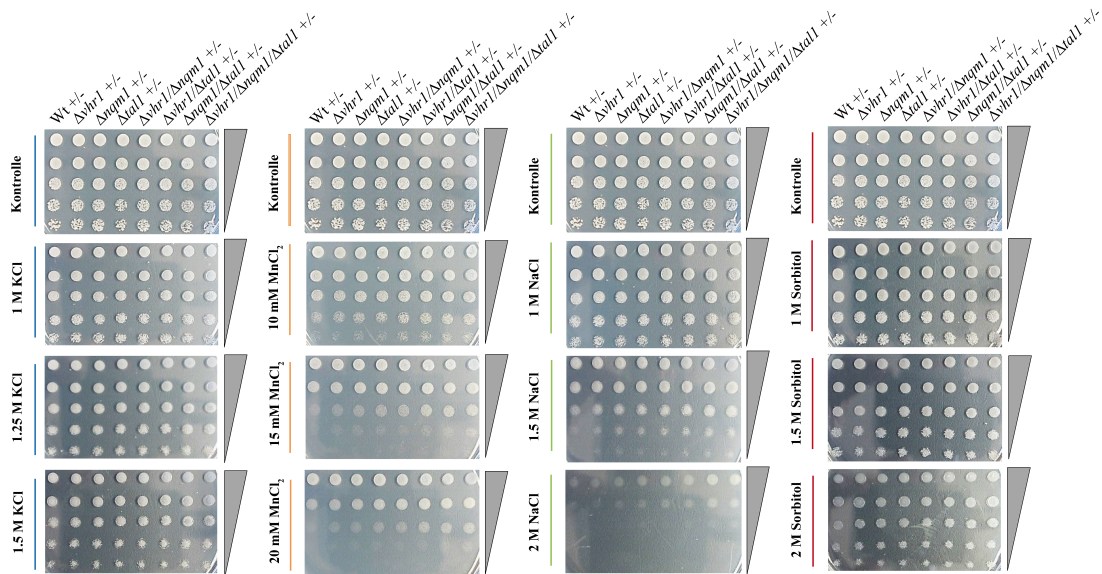 Wt +/-
Δvhr1 +/-
Δnqm1 +/-
Δtal1 +/-
Δvhr1/Δnqm1 +/-
Δvhr1/Δtal1 +/-
Δnqm1/Δtal1 +/-
Δvhr1/Δnqm1/Δtal1 +/-
Wt +/-
Δvhr1 +/-
Δnqm1 +/-
Δtal1 +/-
Δvhr1/Δnqm1 +/-
Δvhr1/Δtal1 +/-
Δnqm1/Δtal1 +/-
Δvhr1/Δnqm1/Δtal1 +/-
Wt +/-
Δvhr1 +/-
Δnqm1 +/-
Δtal1 +/-
Δvhr1/Δnqm1 +/-
Δvhr1/Δtal1 +/-
Δnqm1/Δtal1 +/-
Δvhr1/Δnqm1/Δtal1 +/-
Wt +/-
Δvhr1 +/-
Δnqm1 +/-
Δtal1 +/-
Δvhr1/Δnqm1 +/-
Δvhr1/Δtal1 +/-
Δnqm1/Δtal1 +/-
Δvhr1/Δnqm1/Δtal1 +/-
Kontrolle
Kontrolle
Kontrolle
Kontrolle
1 M KCl
10 mM MnCl₂
1 M NaCl
1 M Sorbitol
1.25 M KCl
15 mM MnCl₂
1.5 M NaCl
1.5 M Sorbitol
1.5 M KCl
20 mM MnCl₂
2 M NaCl
2 M Sorbitol